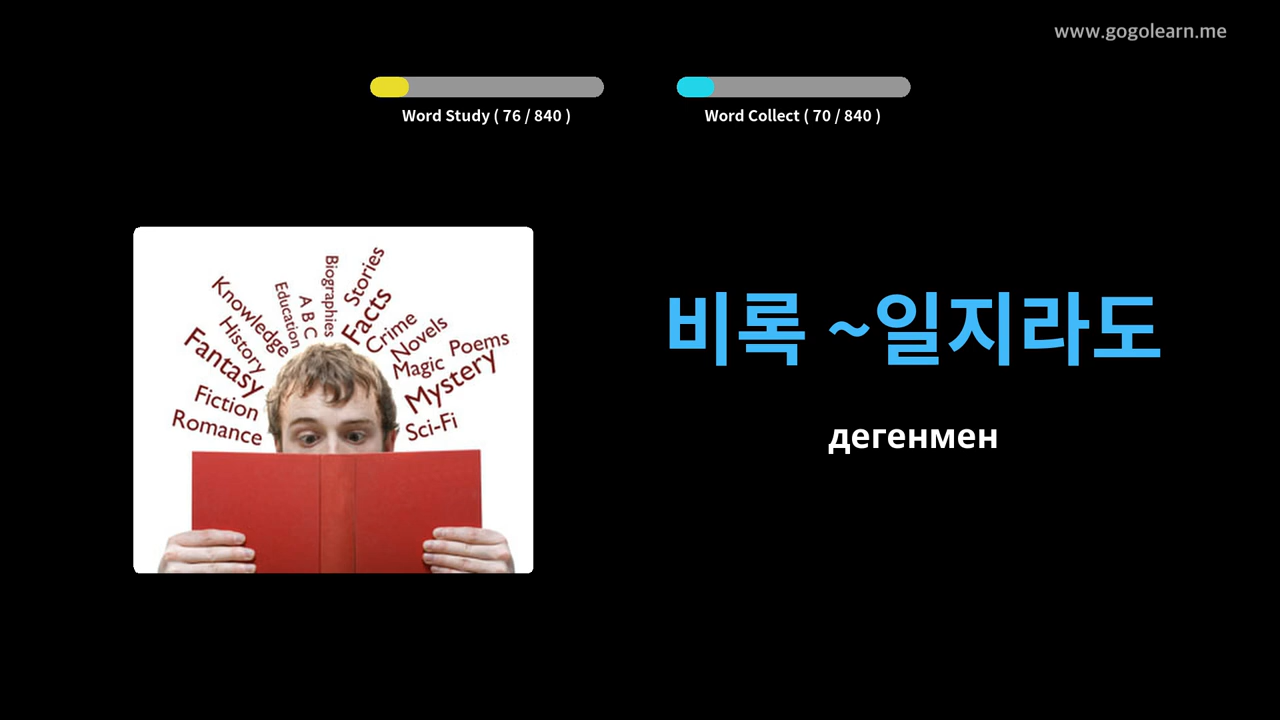 www.gogolearn.me
Word Study ( 76 / 840 )
Word Collect ( 70 / 840 )
Knowledge
History
Education
A B C
Biographies
Stories
Facts
Crime
Novels
Magic
Poems
Mystery
Sci-Fi
Fantasy
Fiction
Romance
비록 ~일지라도
дегенмен